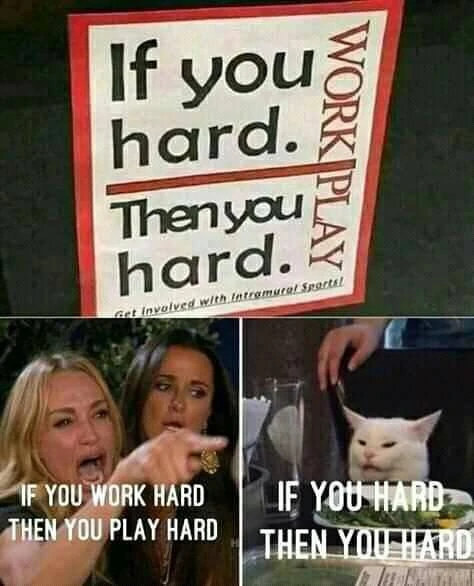 If you
hard.
WORK
Then you
hard.
PLAY
Get involved with Intramural Sports!
IF YOU WORK HARD
THEN YOU PLAY HARD
IF YOU HARD
THEN YOU HARD